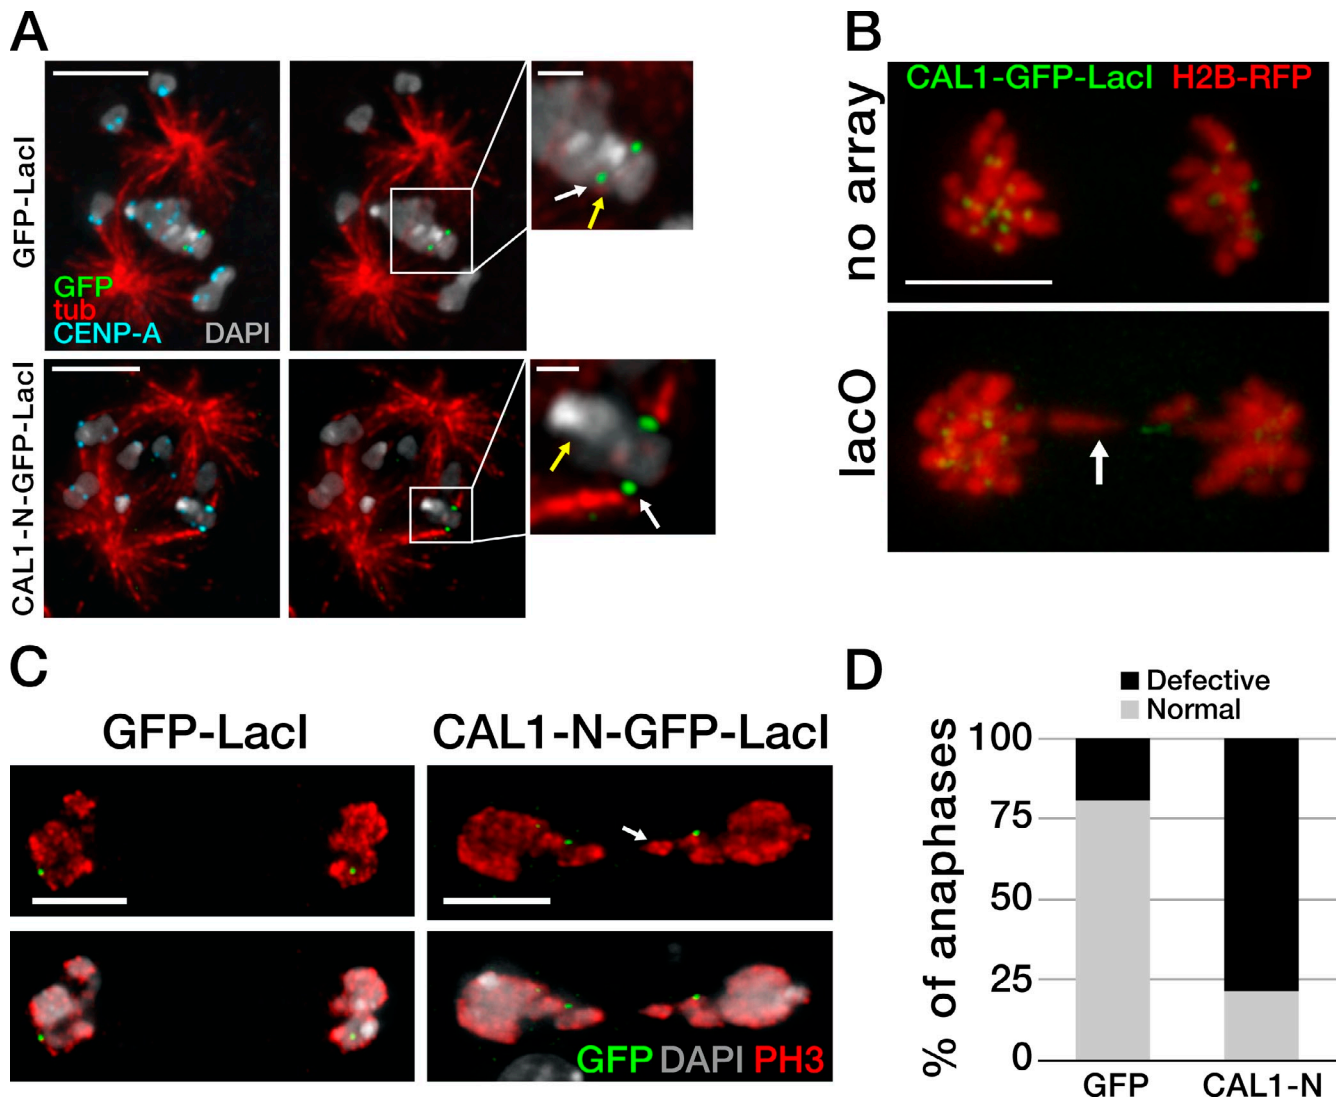 A
GFP-LacI
GFP
tub
CENP-A
DAPI
CAL1-N-GFP-LacI
B
no array
CAL1-GFP-LacI H2B-RFP
lacO
C
GFP-LacI
CAL1-N-GFP-LacI
GFP DAPI PH3
D
Defective
Normal
% of anaphases
100
75
50
25
0
GFP CAL1-N